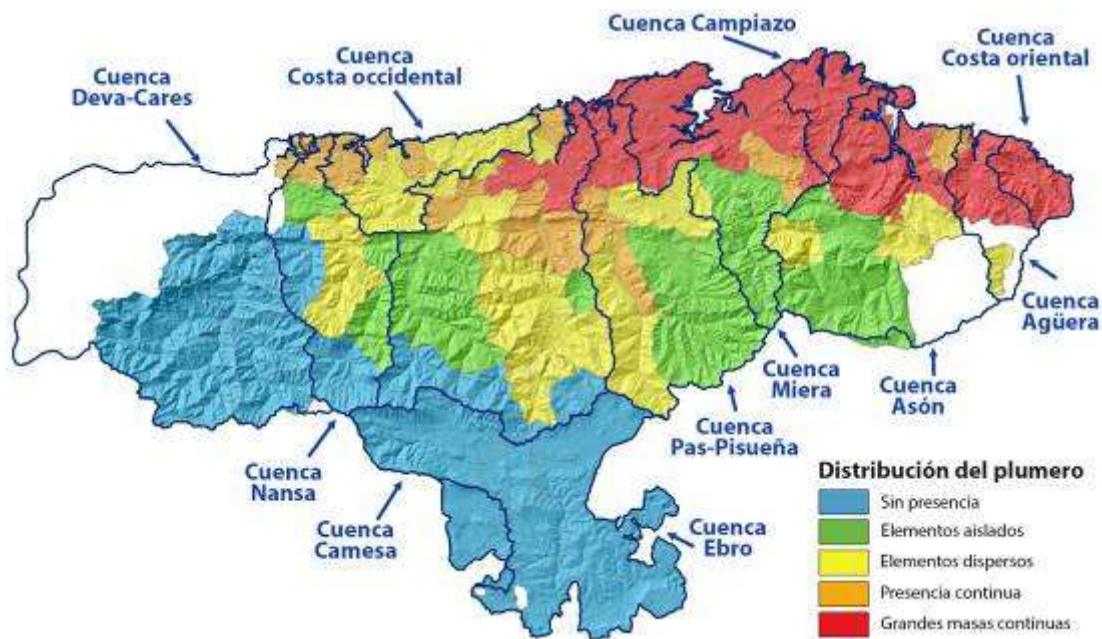 Cuenca Campiazo
Cuenca
Costa oriental
Cuenca
Costa occidental
Cuenca
Deva-Cares
Cuenca
Agüera
Cuenca
Miera
Cuenca
Asón
Cuenca
Pas-Pisueña
Cuenca
Nansa
Cuenca
Camesa
Cuenca
Ebro
Distribución del plumero
Sin presencia
Elementos aislados
Elementos dispersos
Presencia continua
Grandes masas continuas